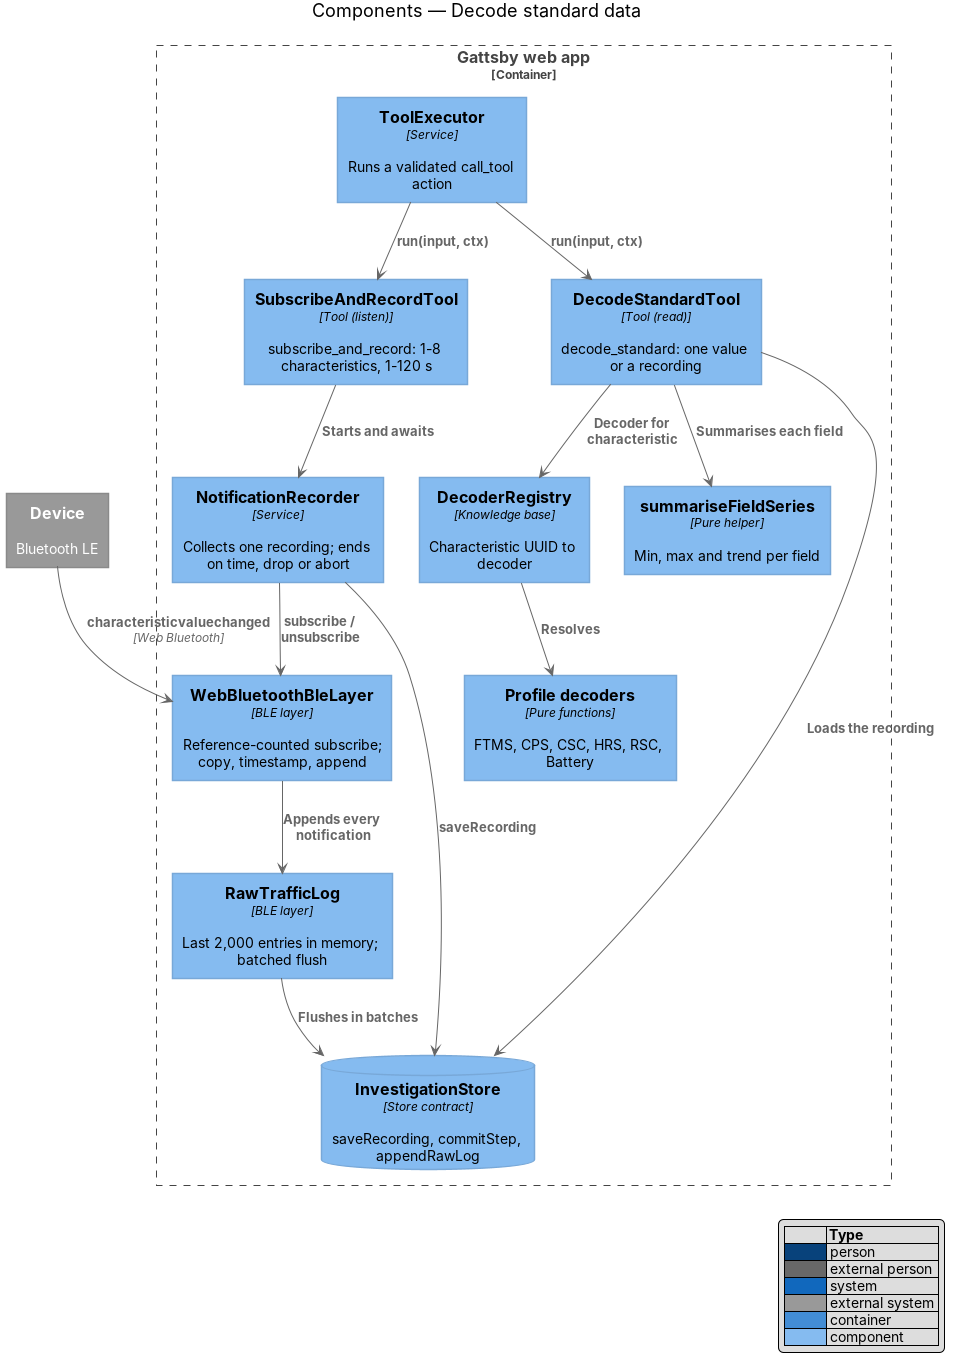 Components — Decode standard data
Gattsby web app
[Container]
ToolExecutor
[Service]
Runs a validated call_tool
action
run(input, ctx)
run(input, ctx)
SubscribeAndRecordTool
[Tool (listen)]
subscribe_and_record: 1-8
characteristics, 1-120 s
DecodeStandardTool
[Tool (read)]
decode_standard: one value
or a recording
Starts and awaits
Decoder for
characteristic
Summarises each field
Device
Bluetooth LE
NotificationRecorder
[Service]
Collects one recording; ends
on time, drop or abort
DecoderRegistry
[Knowledge base]
Characteristic UUID to
decoder
summariseFieldSeries
[Pure helper]
Min, max and trend per field
characteristicvaluechanged
[Web Bluetooth]
subscribe /
unsubscribe
Resolves
WebBluetoothBleLayer
[BLE layer]
Reference-counted subscribe;
copy, timestamp, append
Profile decoders
[Pure functions]
FTMS, CPS, CSC, HRS, RSC,
Battery
Loads the recording
Appends every
notification
saveRecording
RawTrafficLog
[BLE layer]
Last 2,000 entries in memory;
batched flush
Flushes in batches
InvestigationStore
[Store contract]
saveRecording, commitStep,
appendRawLog
Type
person
external person
system
external system
container
component